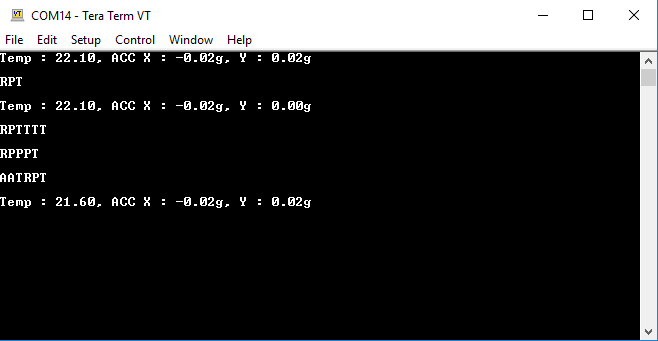 VT
COM14 - Tera Term VT
File Edit Setup Control Window Help
Temp : 22.10, ACC X : -0.02g, Y : 0.02g
RPT
Temp : 22.10, ACC X : -0.02g, Y : 0.00g
RPTTTT
RPPPT
AATRPT
Temp : 21.60, ACC X : -0.02g, Y : 0.02g